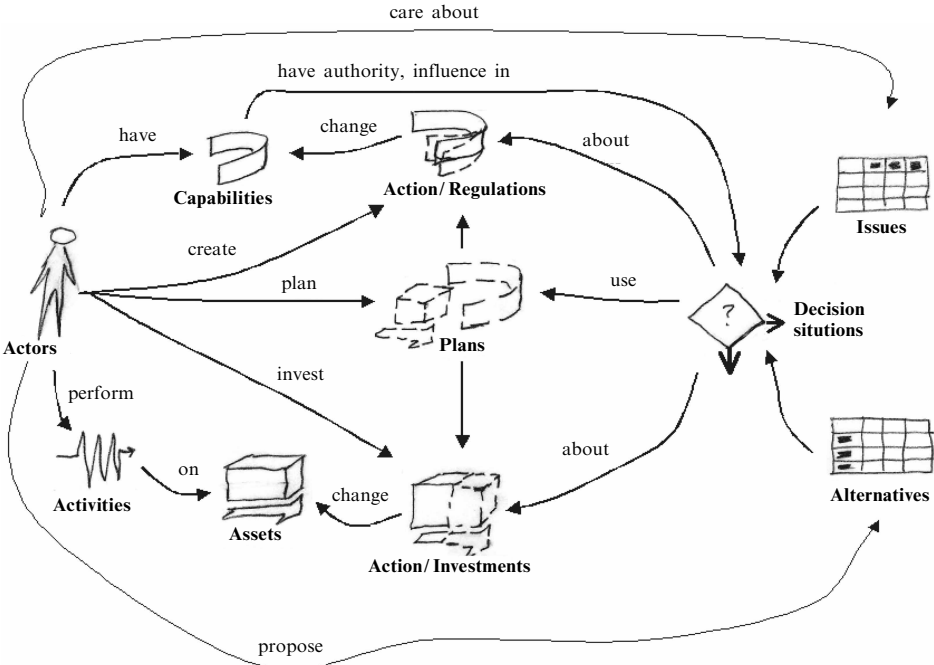 care about
have authority, influence in
have
change
about
Capabilities
Action/Regulations
Issues
create
plan
use
?
Decision
situtions
Actors
Plans
invest
perform
about
on
change
Activities
Assets
Alternatives
Action/Investments
propose